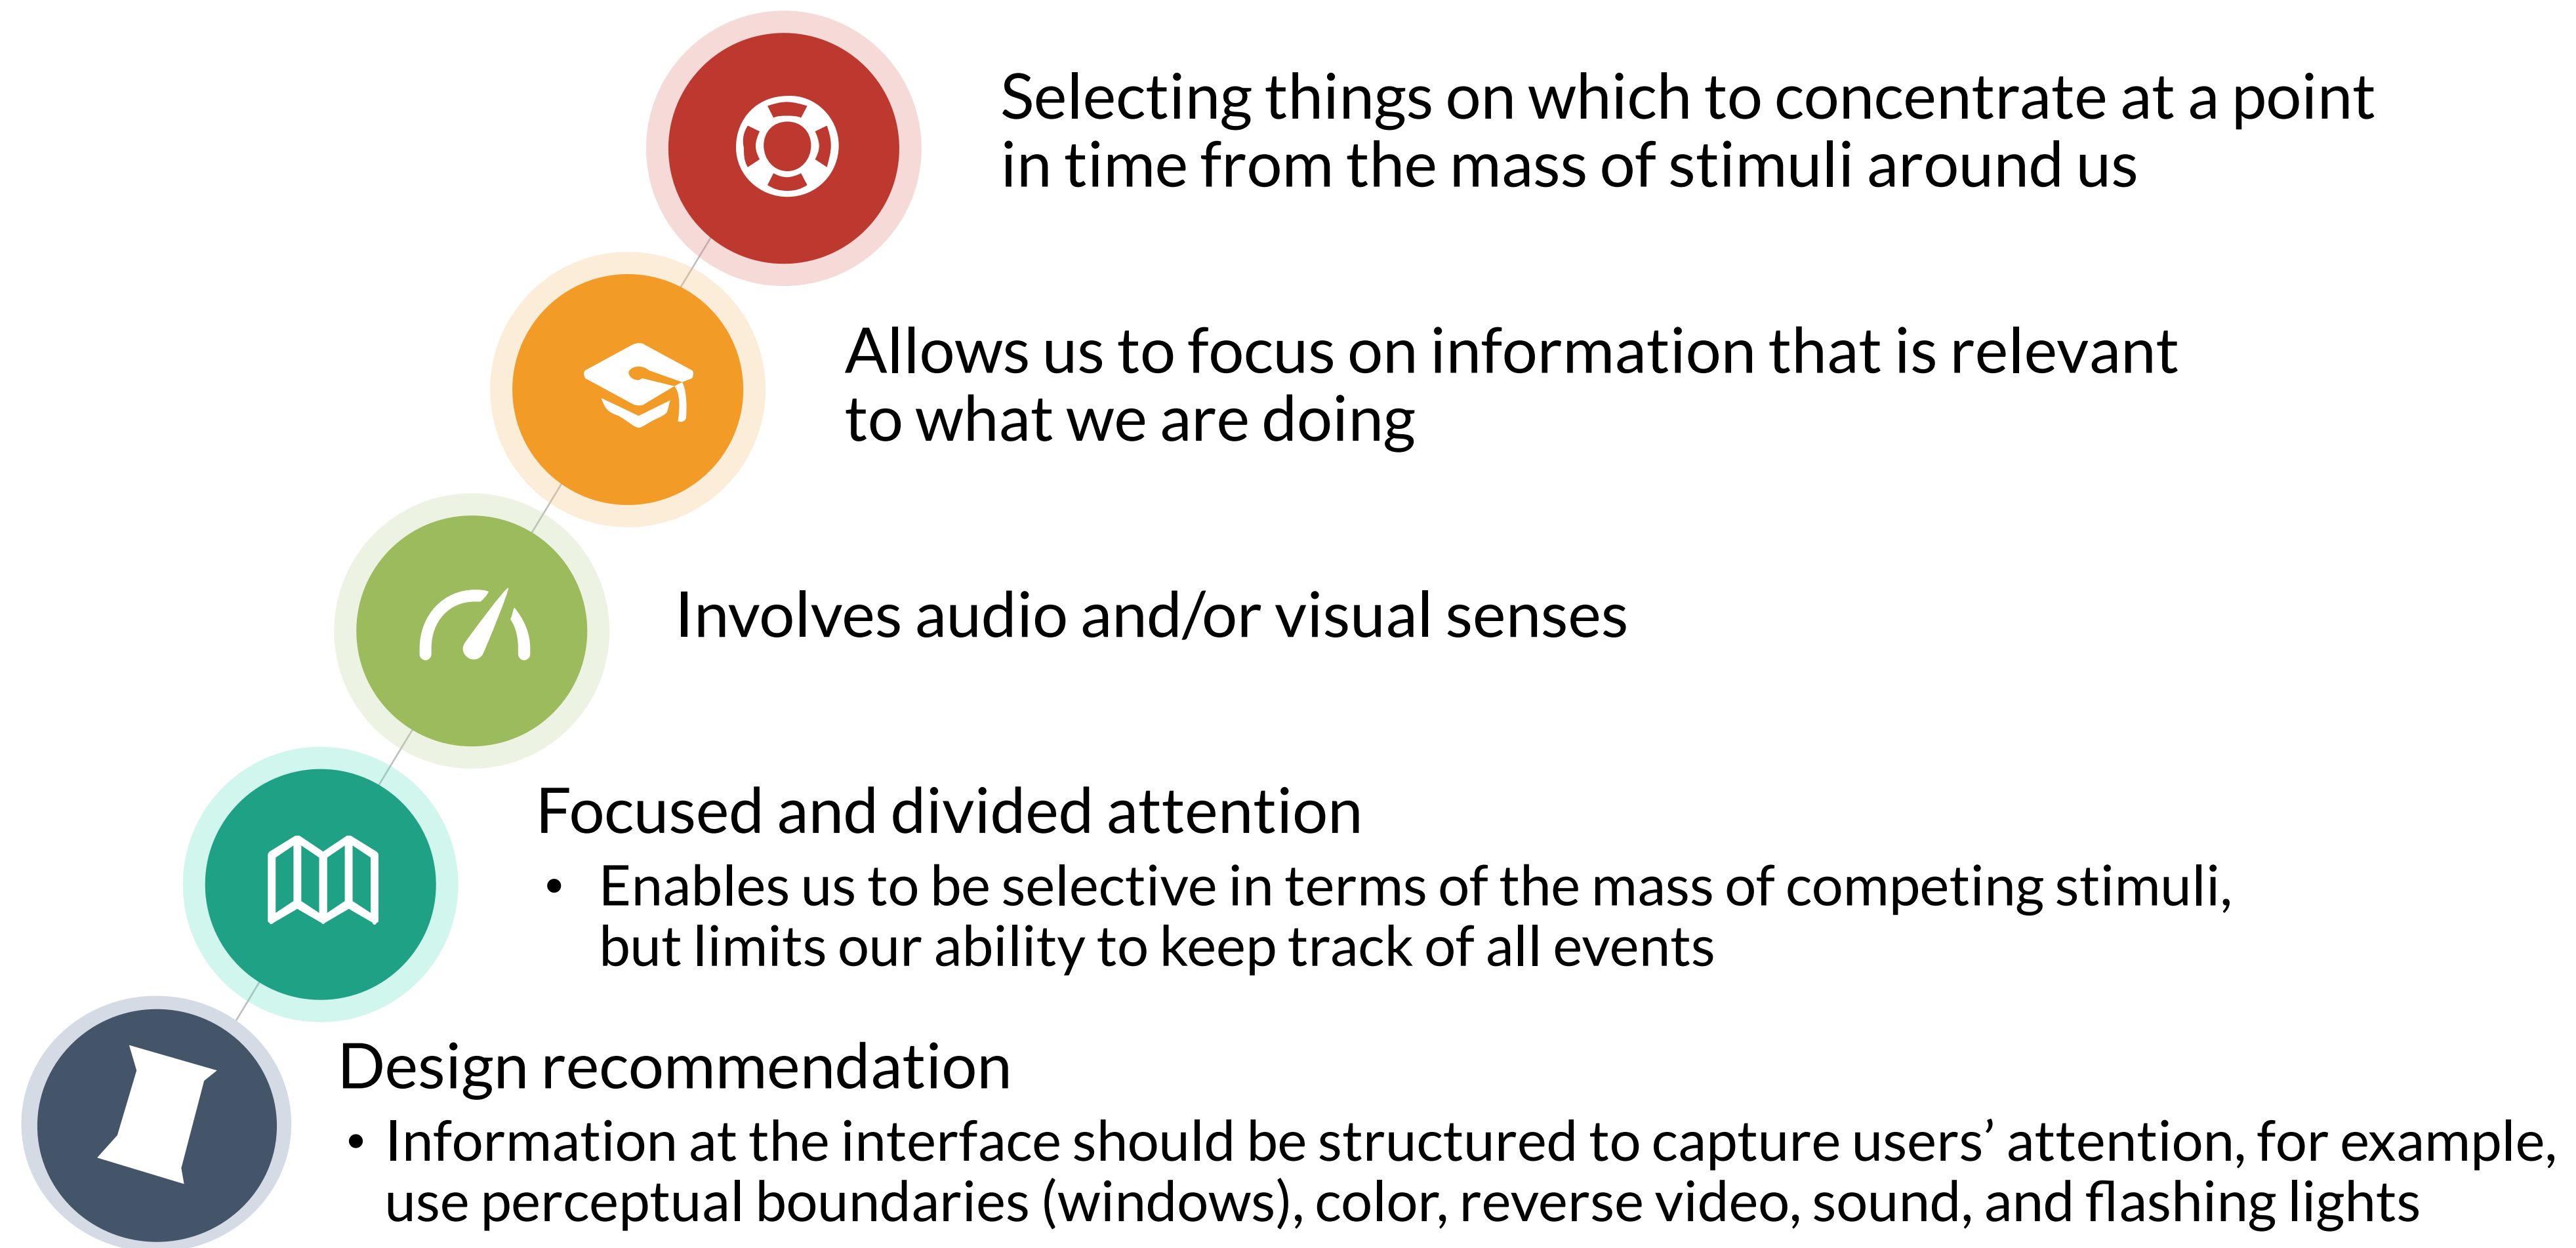 Selecting things on which to concentrate at a point
in time from the mass of stimuli around us
Allows us to focus on information that is relevant
to what we are doing
Involves audio and/or visual senses
Focused and divided attention
• Enables us to be selective in terms of the mass of competing stimuli,
but limits our ability to keep track of all events
Design recommendation
• Information at the interface should be structured to capture users’ attention, for example,
use perceptual boundaries (windows), color, reverse video, sound, and flashing lights